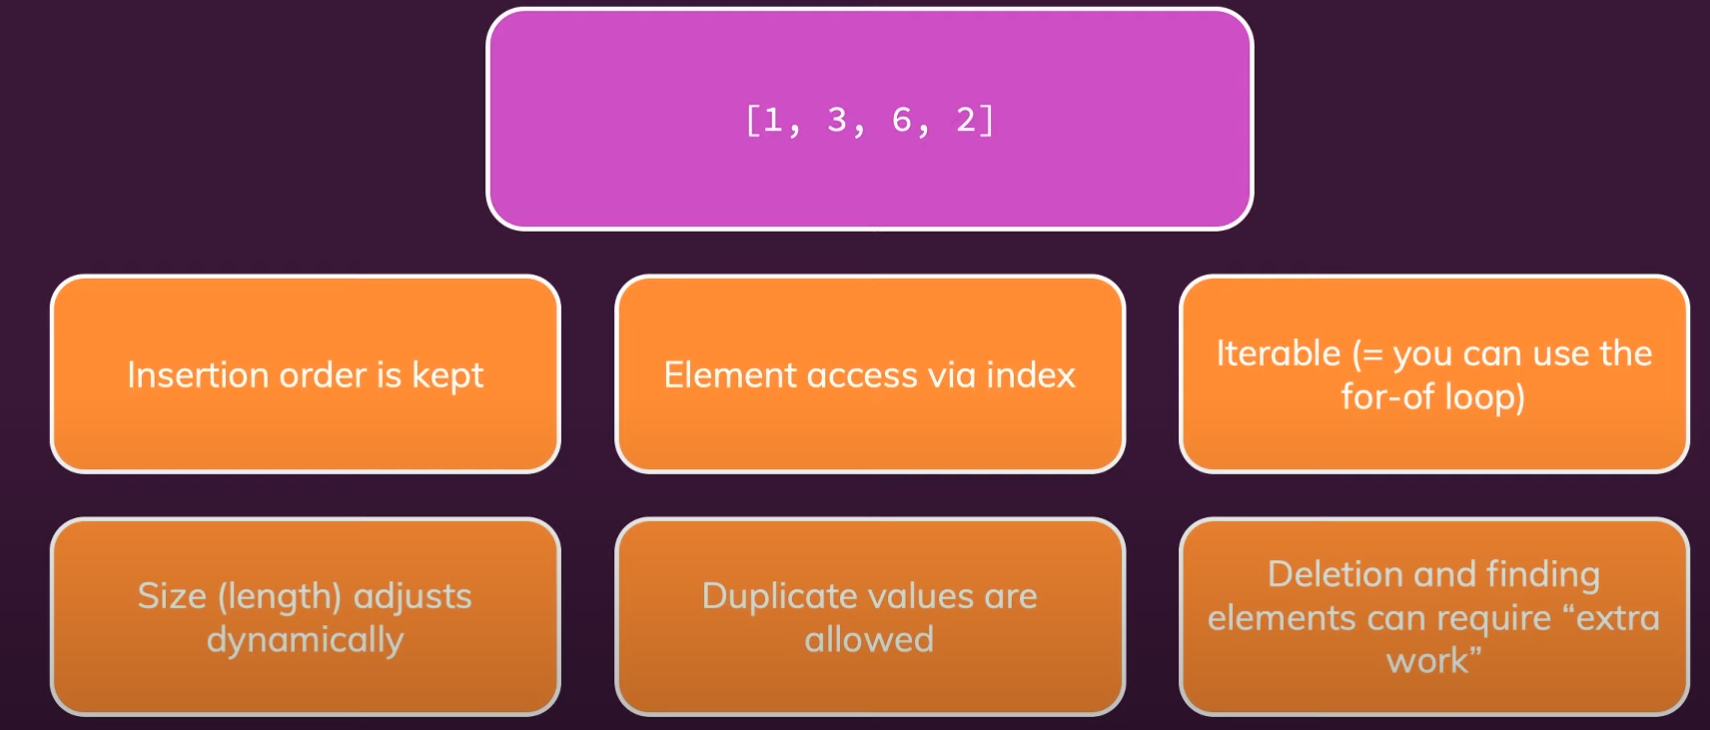 [1, 3, 6, 2]
Insertion order is kept
Element access via index
Iterable (= you can use the
for-of loop)
Size (length) adjusts
dynamically
Duplicate values are
allowed
Deletion and finding
elements can require “extra
work”